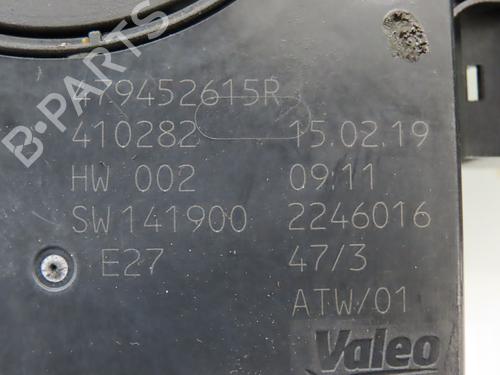 479452615R
410282 15.02.19
HW 002 09:11
SW141900 2246016
E27 47/3
ATW/01
Valeo
B-PARTS